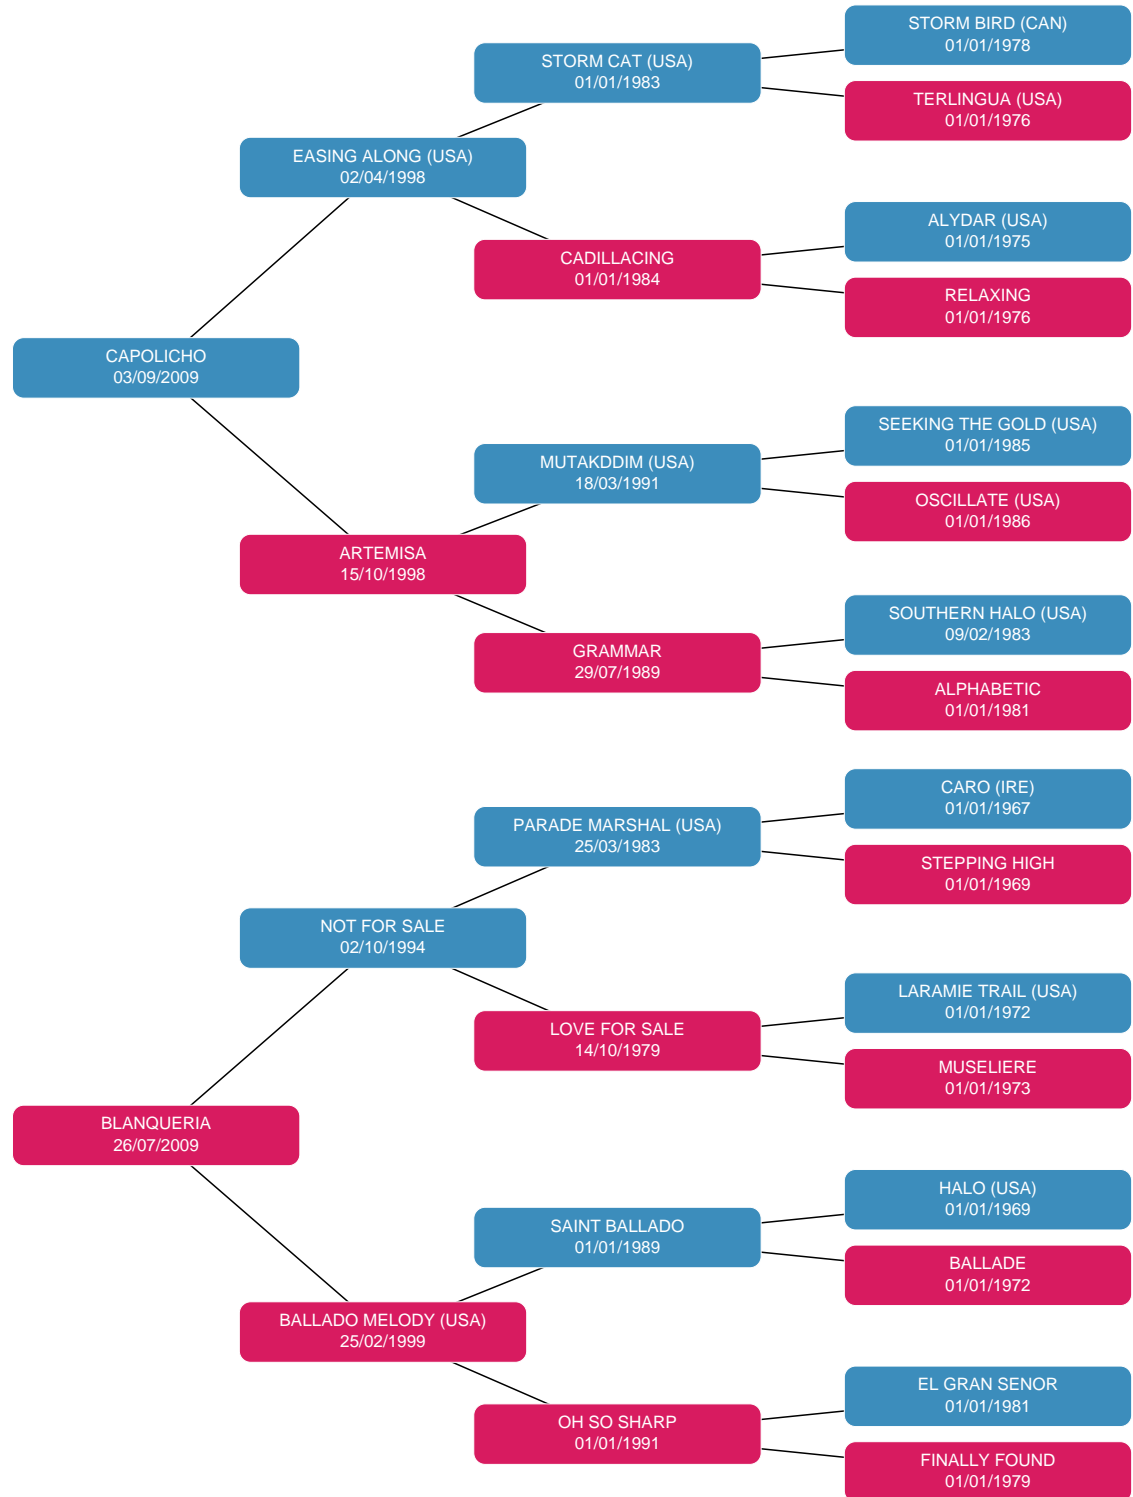 STORM BIRD (CAN)
01/01/1978
STORM CAT (USA)
01/01/1983
TERLINGUA (USA)
01/01/1976
EASING ALONG (USA)
02/04/1998
ALYDAR (USA)
01/01/1975
CADILLACING
01/01/1984
RELAXING
01/01/1976
CAPOLICHO
03/09/2009
SEEKING THE GOLD (USA)
01/01/1985
MUTAKDDIM (USA)
18/03/1991
OSCILLATE (USA)
01/01/1986
ARTEMISA
15/10/1998
SOUTHERN HALO (USA)
09/02/1983
GRAMMAR
29/07/1989
ALPHABETIC
01/01/1981
CARO (IRE)
01/01/1967
PARADE MARSHAL (USA)
25/03/1983
STEPPING HIGH
01/01/1969
NOT FOR SALE
02/10/1994
LARAMIE TRAIL (USA)
01/01/1972
LOVE FOR SALE
14/10/1979
MUSELIERE
01/01/1973
BLANQUERIA
26/07/2009
HALO (USA)
01/01/1969
SAINT BALLADO
01/01/1989
BALLADE
01/01/1972
BALLADO MELODY (USA)
25/02/1999
EL GRAN SENOR
01/01/1981
OH SO SHARP
01/01/1991
FINALLY FOUND
01/01/1979